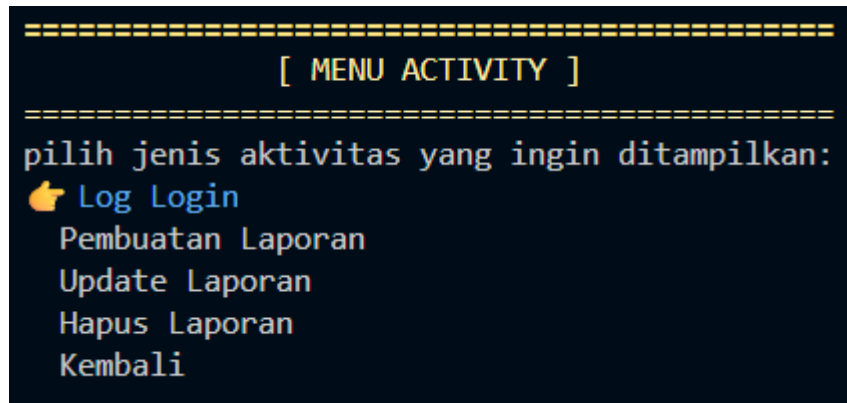 =============================================
[ MENU ACTIVITY ]
=============================================
pilih jenis aktivitas yang ingin ditampilkan:
👉 Log Login
Pembuatan Laporan
Update Laporan
Hapus Laporan
Kembali